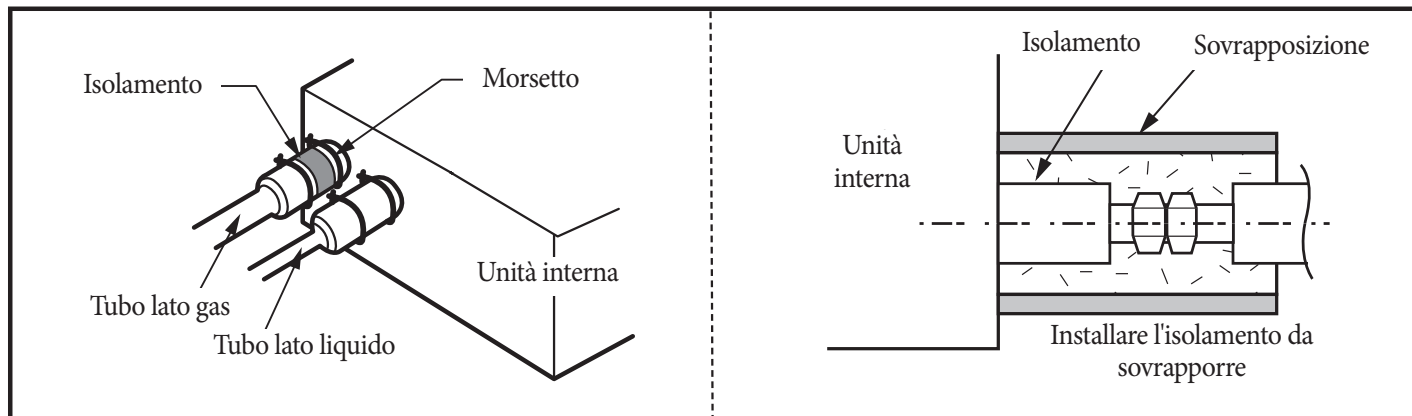 Isolamento
Morsetto
Unità interna
Tubo lato gas
Tubo lato liquido
Isolamento
Sovrapposizione
Unità
interna
Installare l'isolamento da
sovrapporre